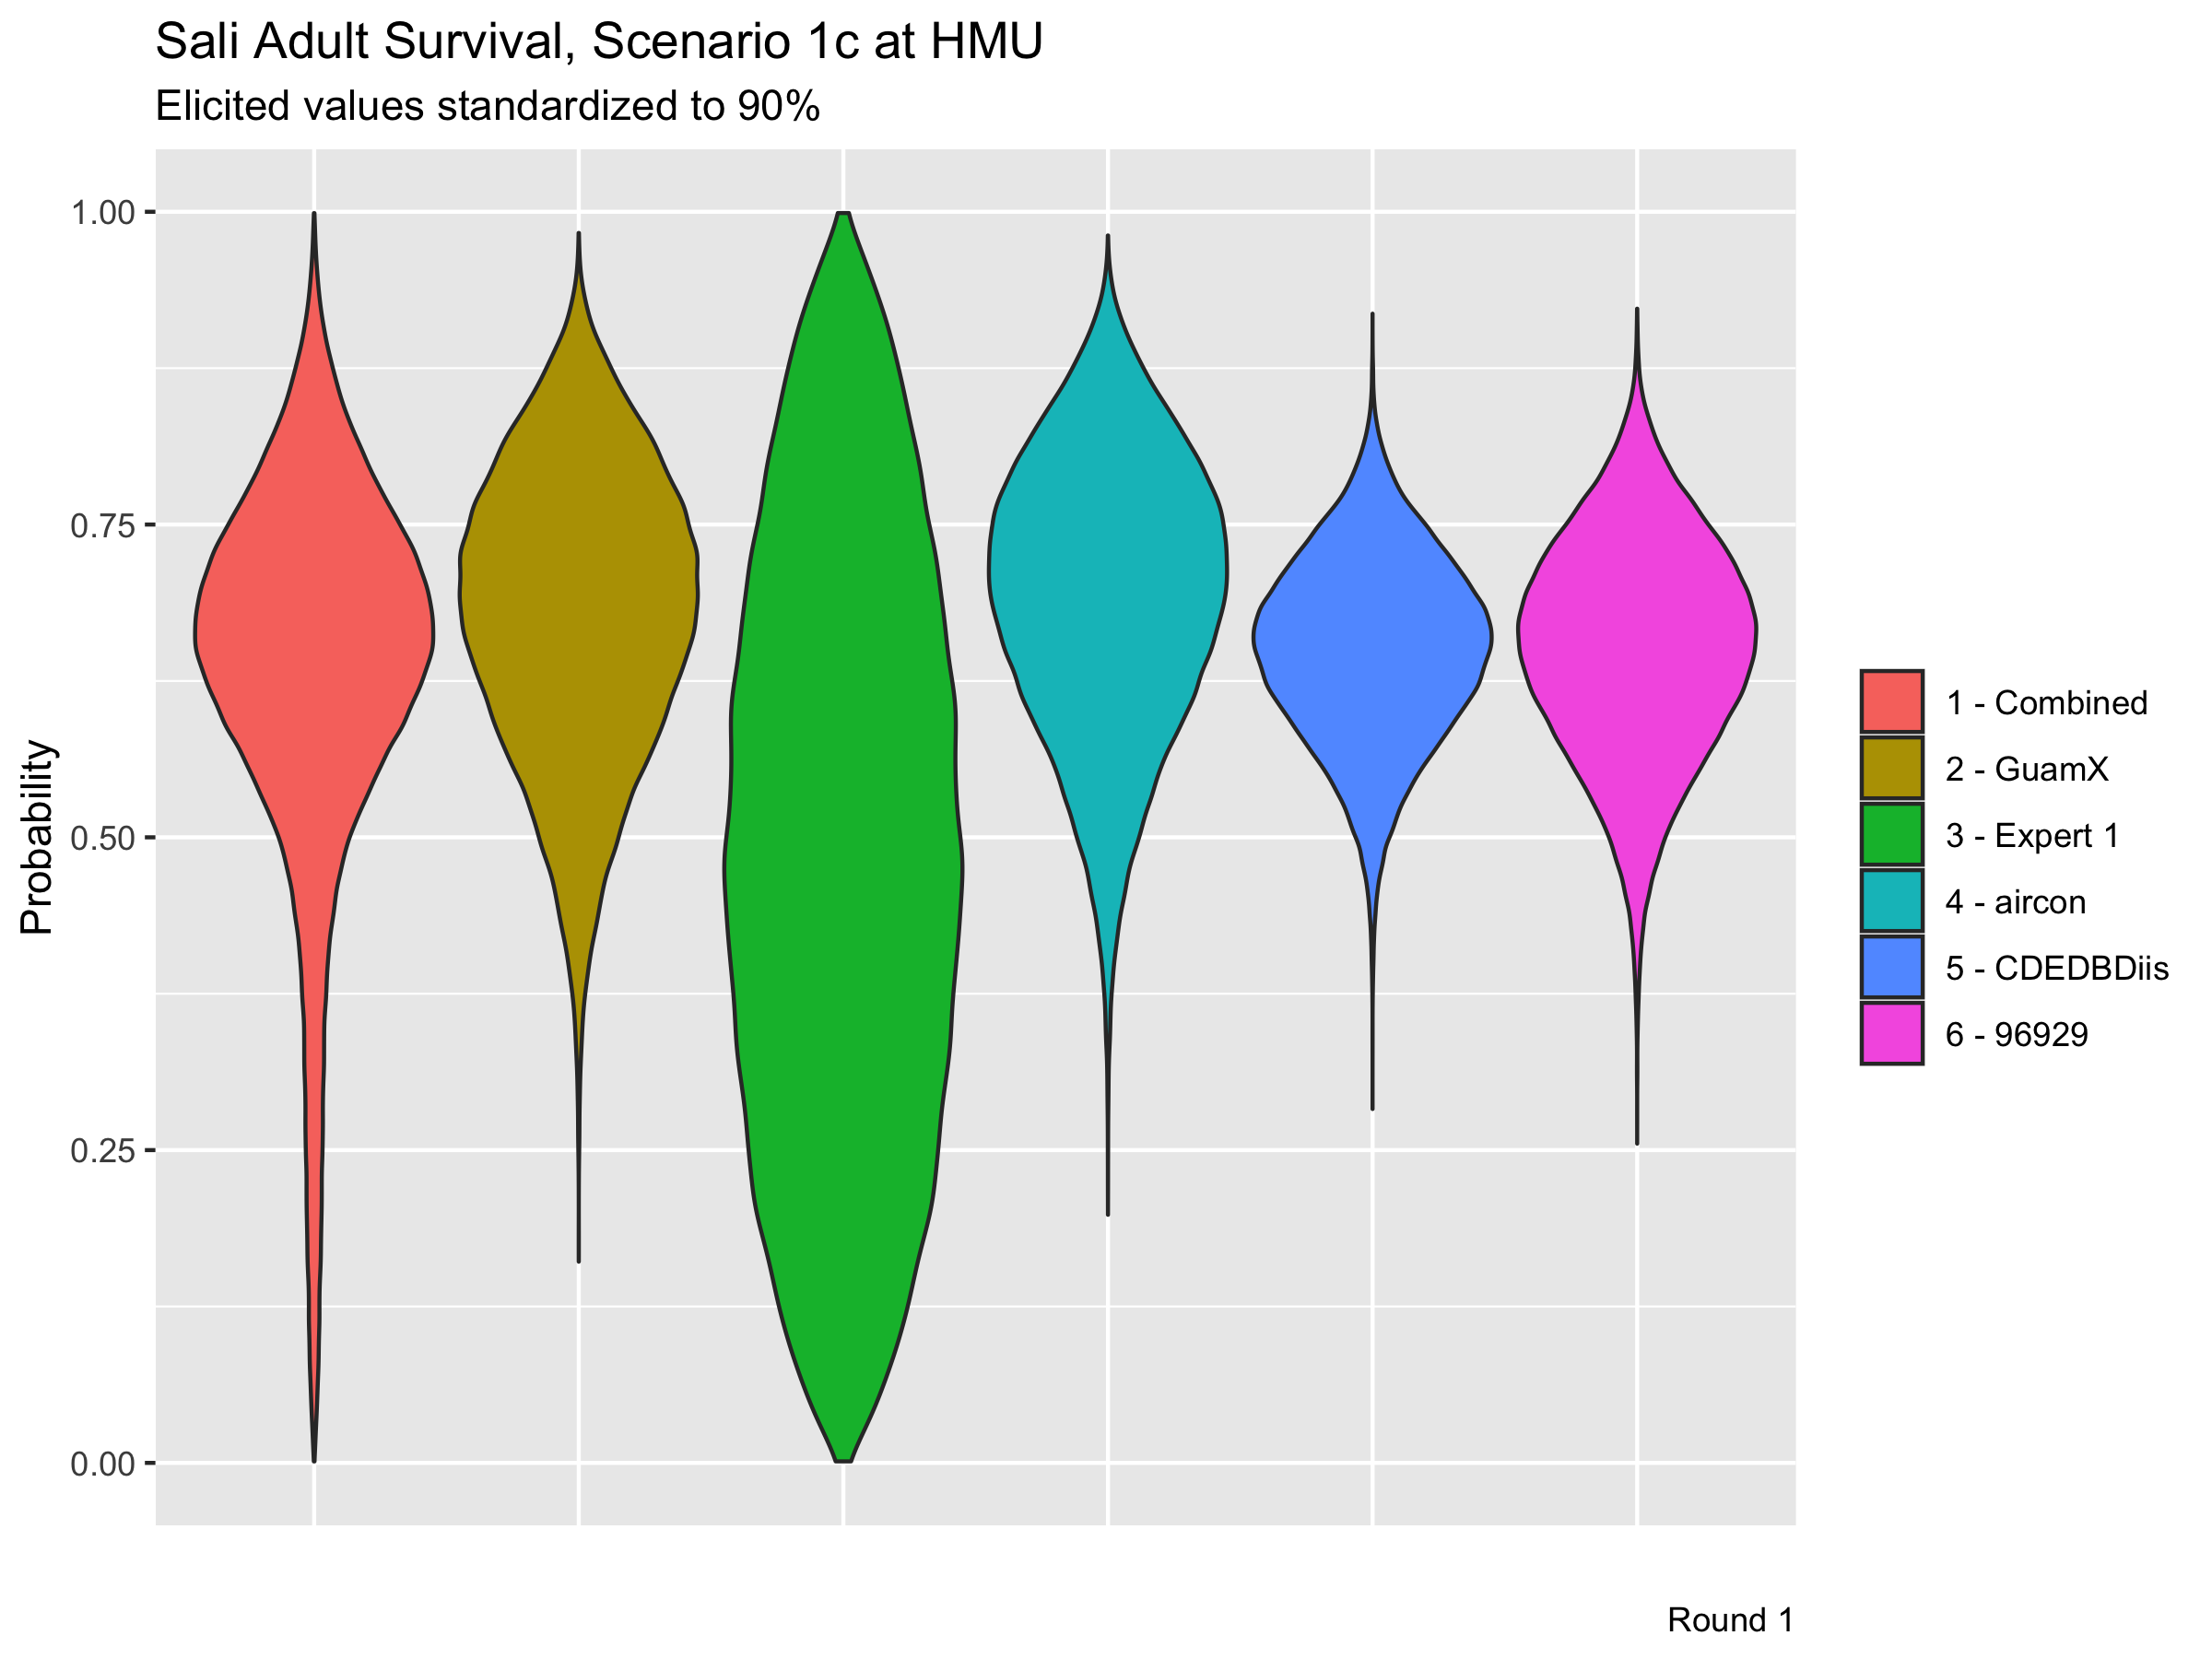 Sali Adult Survival, Scenario 1c at HMU
Elicited values standardized to 90%
1.00
0.75
0.50
0.25
0.00
Probability
1 - Combined
2 - GuamX
3 - Expert 1
4 - aircon
5 - CDEDBDiis
6 - 96929
Round 1